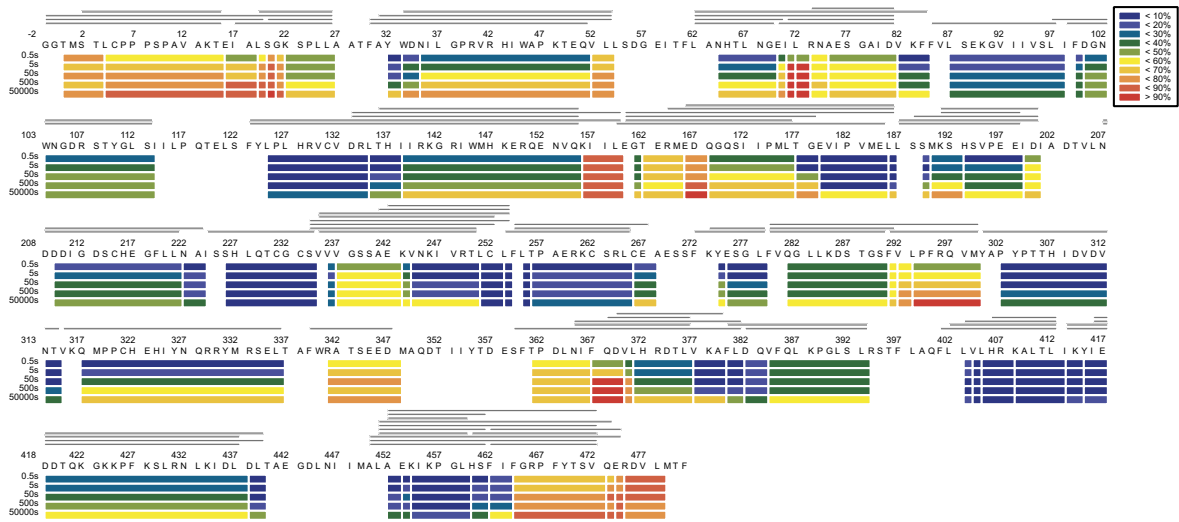 < 10%
< 20%
< 30%
< 40%
< 50%
< 60%
< 70%
< 80%
< 90%
> 90%
-2 7 12 17 22 27 32 37 42 47 52 57 62 67 72 77 82 87 92 97 102
GGTMS TLCPP PSPAVAKTEI ALSGK SPLLA ATFAY WDNIL GPRVR HIWAP KTEQV LLSDG EITFL ANHTL NGEIL RNAES GAIDV KFFVL SEKGV IIVSL IFDGN
0.5s
5s
50s
500s
50000s
103 107 112 117 122 127 132 137 142 147 152 157 162 167 172 177 182 187 192 197 202 207
WNGDR STYGL SIILP QTELS FYLPL HRVCV DRLTH IIRKG RIWMH KERQE NVQKI ILEGT ERMED QGQSI IPMLT GEVIP VMELL SSMKS HSVPE EIDIA DTVLN
0.5s
5s
50s
500s
50000s
208 212 217 222 227 232 237 242 247 252 257 262 267 272 277 282 287 292 297 302 307 312
DDDIG DSCHE GFLLN AISSH LQTCG CSVVV GSSAE KVNKI VRTLC LFLTP AERKC SRLCE AESSF KYESG LFVQG LLKDS TGSFV LPFRQ VMYAP YPTTH IDVDV
0.5s
5s
50s
500s
50000s
313 317 322 327 332 337 342 347 352 357 362 367 372 377 382 387 392 397 402 407 412 417
NTVKQ MPPCH EHIYN QRRYM RSELT AFWRA TSEED MAQDT IIYTD ESFTP DLNIF QDVLH RDTLV KAFLD QVFQL KPGLS LRSTF LAQFL LVLHR KALTL IKYIE
0.5s
5s
50s
500s
50000s
418 422 427 432 437 442 447 452 457 462 467 472 477
DDTQK GKKPF KSLRN LKIDL DLTAE GDLNI IMALA EKIKP GLHSF IFGRP FYTSV QERDV LMTF
0.5s
5s
50s
500s
50000s